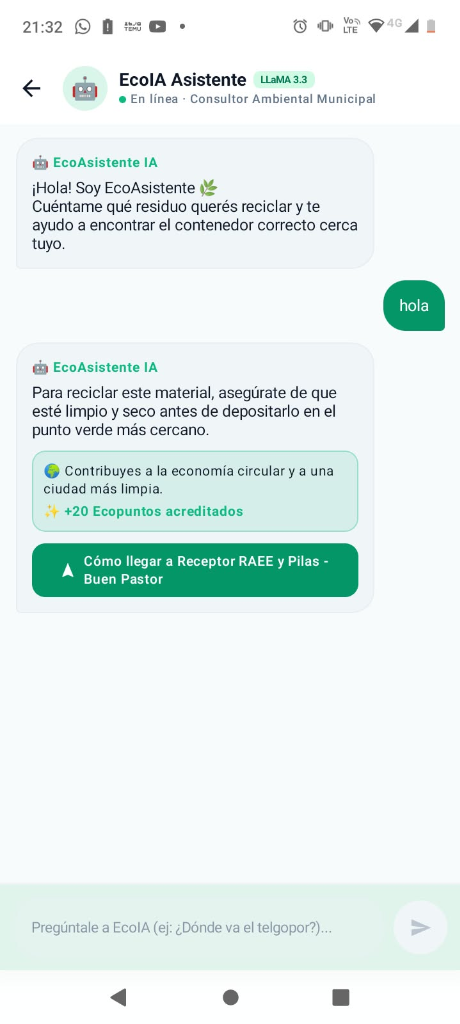 21:32
Vo
LTE
4G
EcoIA Asistente LLaMA 3.3
En línea · Consultor Ambiental Municipal
EcoAsistente IA
¡Hola! Soy EcoAsistente 🌿
Cuéntame qué residuo querés reciclar y te
ayudo a encontrar el contenedor correcto cerca
tuyo.
hola
EcoAsistente IA
Para reciclar este material, asegúrate de que
esté limpio y seco antes de depositarlo en el
punto verde más cercano.
🌍 Contribuyes a la economía circular y a una
ciudad más limpia.
✨ +20 Ecopuntos acreditados
Cómo llegar a Receptor RAEE y Pilas -
Buen Pastor
Pregúntale a EcoIA (ej: ¿Dónde va el telgopor?)...